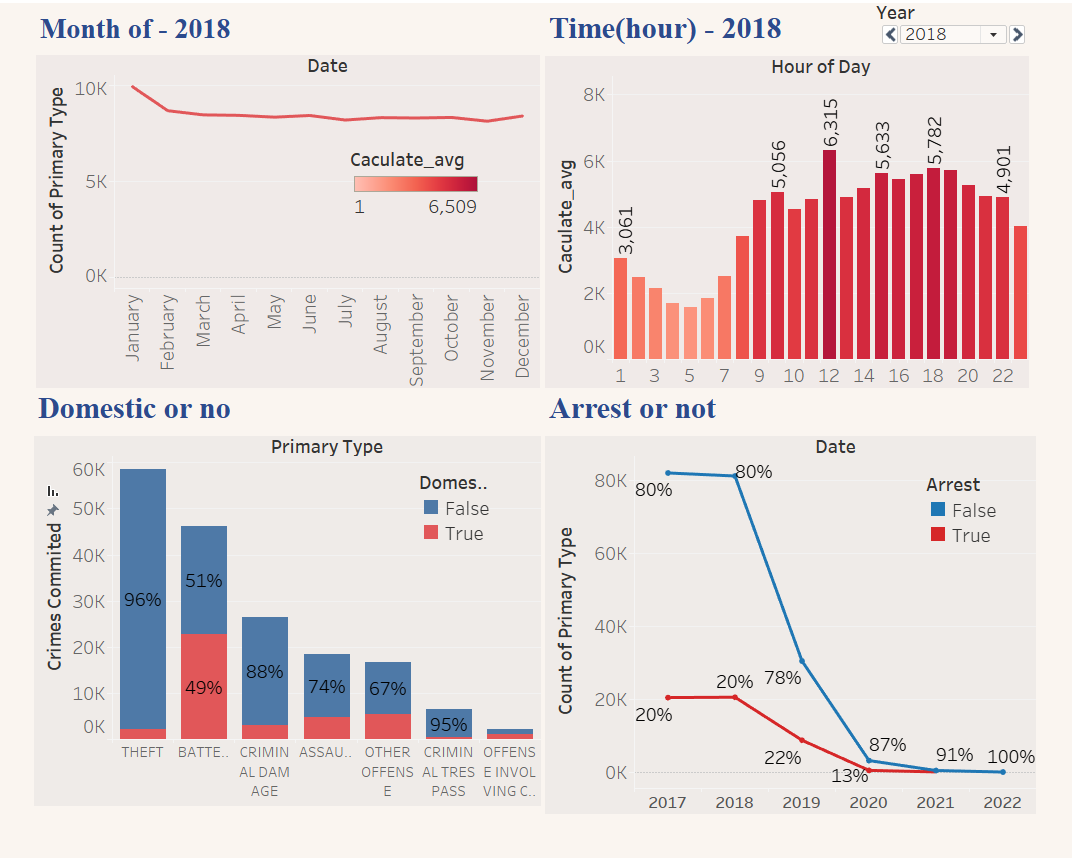 Month of - 2018
Time(hour) - 2018
Year
2018
Date
Count of Primary Type
10K
5K
0K
Caculate_avg
1 6,509
January
February
March
April
May
June
July
August
September
October
November
December
Hour of Day
Caculate_avg
8K
6K
4K
2K
0K
3,061
5,056
6,315
5,633
5,782
4,901
1 3 5 7 9 10 12 14 16 18 20 22
Domestic or no
Primary Type
Crimes Commited
60K
50K
40K
30K
20K
10K
0K
Domes..
False
True
96%
51%
49%
88%
74%
67%
95%
THEFT
BATTE..
CRIMIN
AL DAM
AGE
ASSAU..
OTHER
OFFENS
E
CRIMIN
AL TRES
PASS
OFFENS
E INVOL
VING C..
Arrest or not
Date
Count of Primary Type
80K
60K
40K
20K
0K
Arrest
False
True
80%
80%
78%
20%
20%
22%
87%
13%
91%
100%
2017 2018 2019 2020 2021 2022